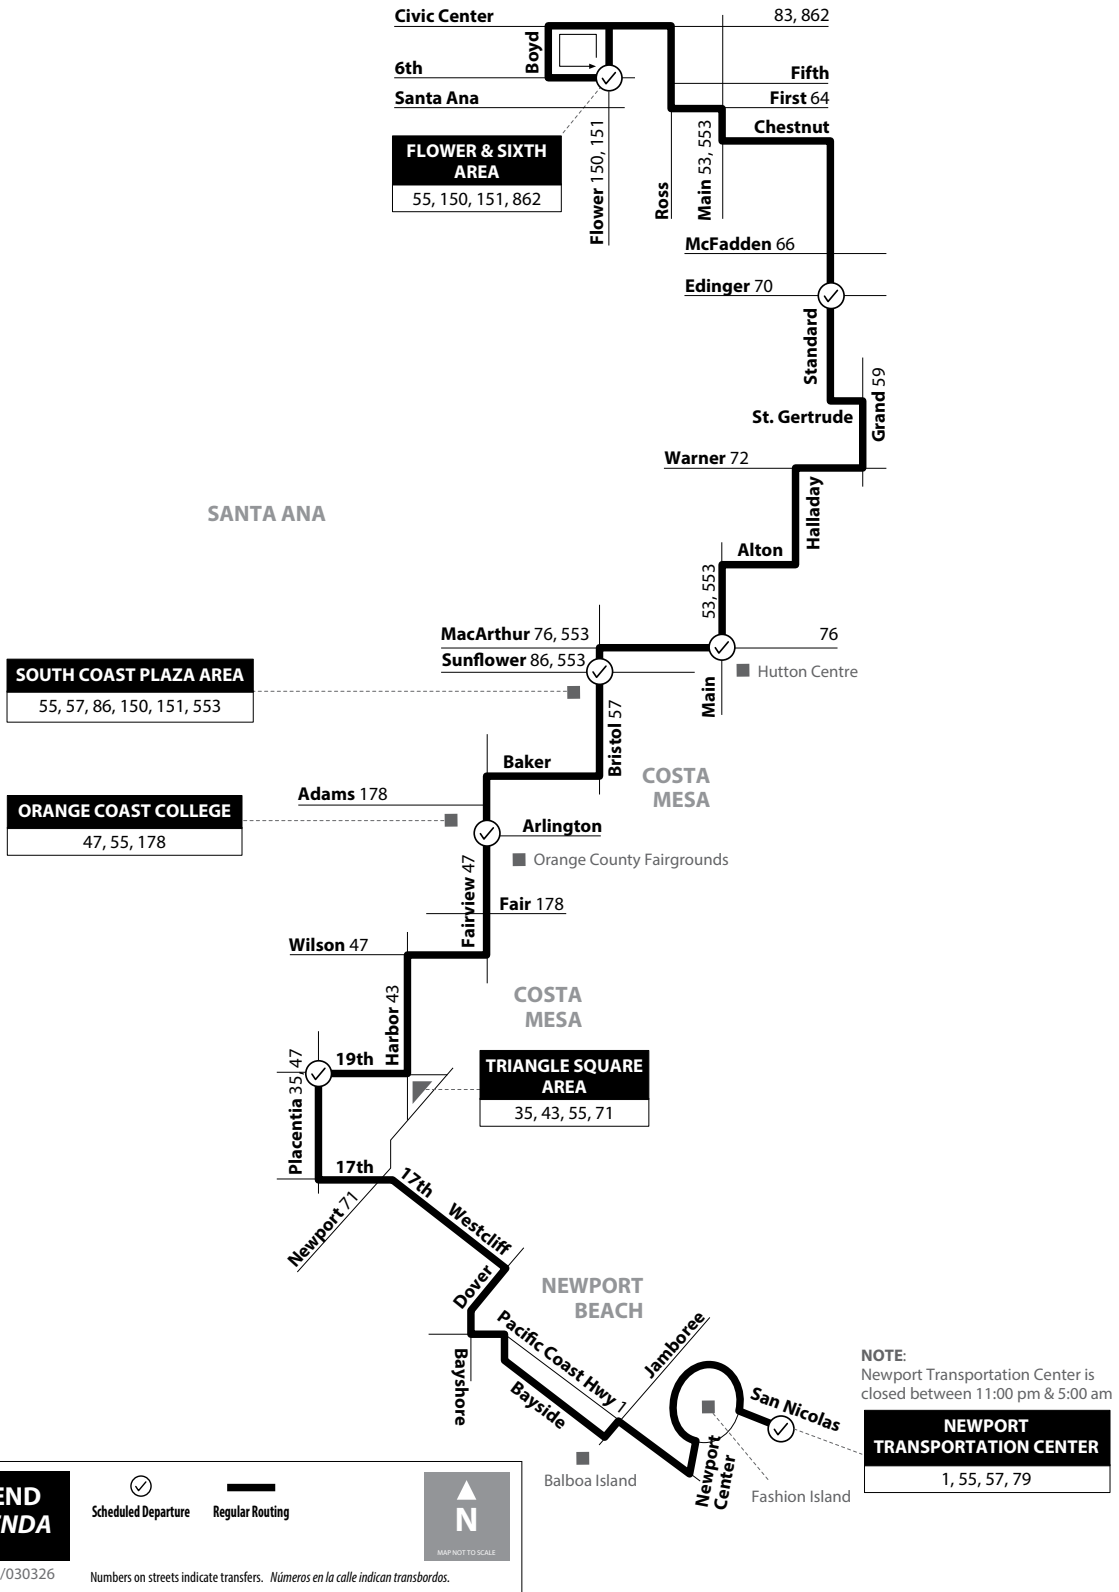 Civic Center
83, 862
Boyd
6th
Fifth
Santa Ana
First 64
Chestnut
FLOWER & SIXTH
AREA
55, 150, 151, 862
Flower 150, 151
Ross
Main 53, 553
McFadden 66
Edinger 70
Standard
Grand 59
St. Gertrude
Warner 72
Halladay
SANTA ANA
Alton
53, 553
MacArthur 76, 553
76
Sunflower 86, 553
Hutton Centre
SOUTH COAST PLAZA AREA
55, 57, 86, 150, 151, 553
Main
Bristol 57
Baker
COSTA
MESA
Adams 178
ORANGE COAST COLLEGE
47, 55, 178
Arlington
Orange County Fairgrounds
Fairview 47
Fair 178
Wilson 47
Harbor 43
COSTA
MESA
19th
Placentia 35, 47
TRIANGLE SQUARE
AREA
35, 43, 55, 71
17th
17th
Newport 71
Westcliff
Dover
NEWPORT
BEACH
Pacific Coast Hwy 1
Jamboree
Bayshore
Bayside
San Nicolas
NOTE:
Newport Transportation Center is
closed between 11:00 pm & 5:00 am
NEWPORT
TRANSPORTATION CENTER
1, 55, 57, 79
Balboa Island
Newport
Center
Fashion Island
END
NDA
Scheduled Departure
Regular Routing
N
MAP NOT TO SCALE
/030326
Numbers on streets indicate transfers. Números en la calle indican transbordos.